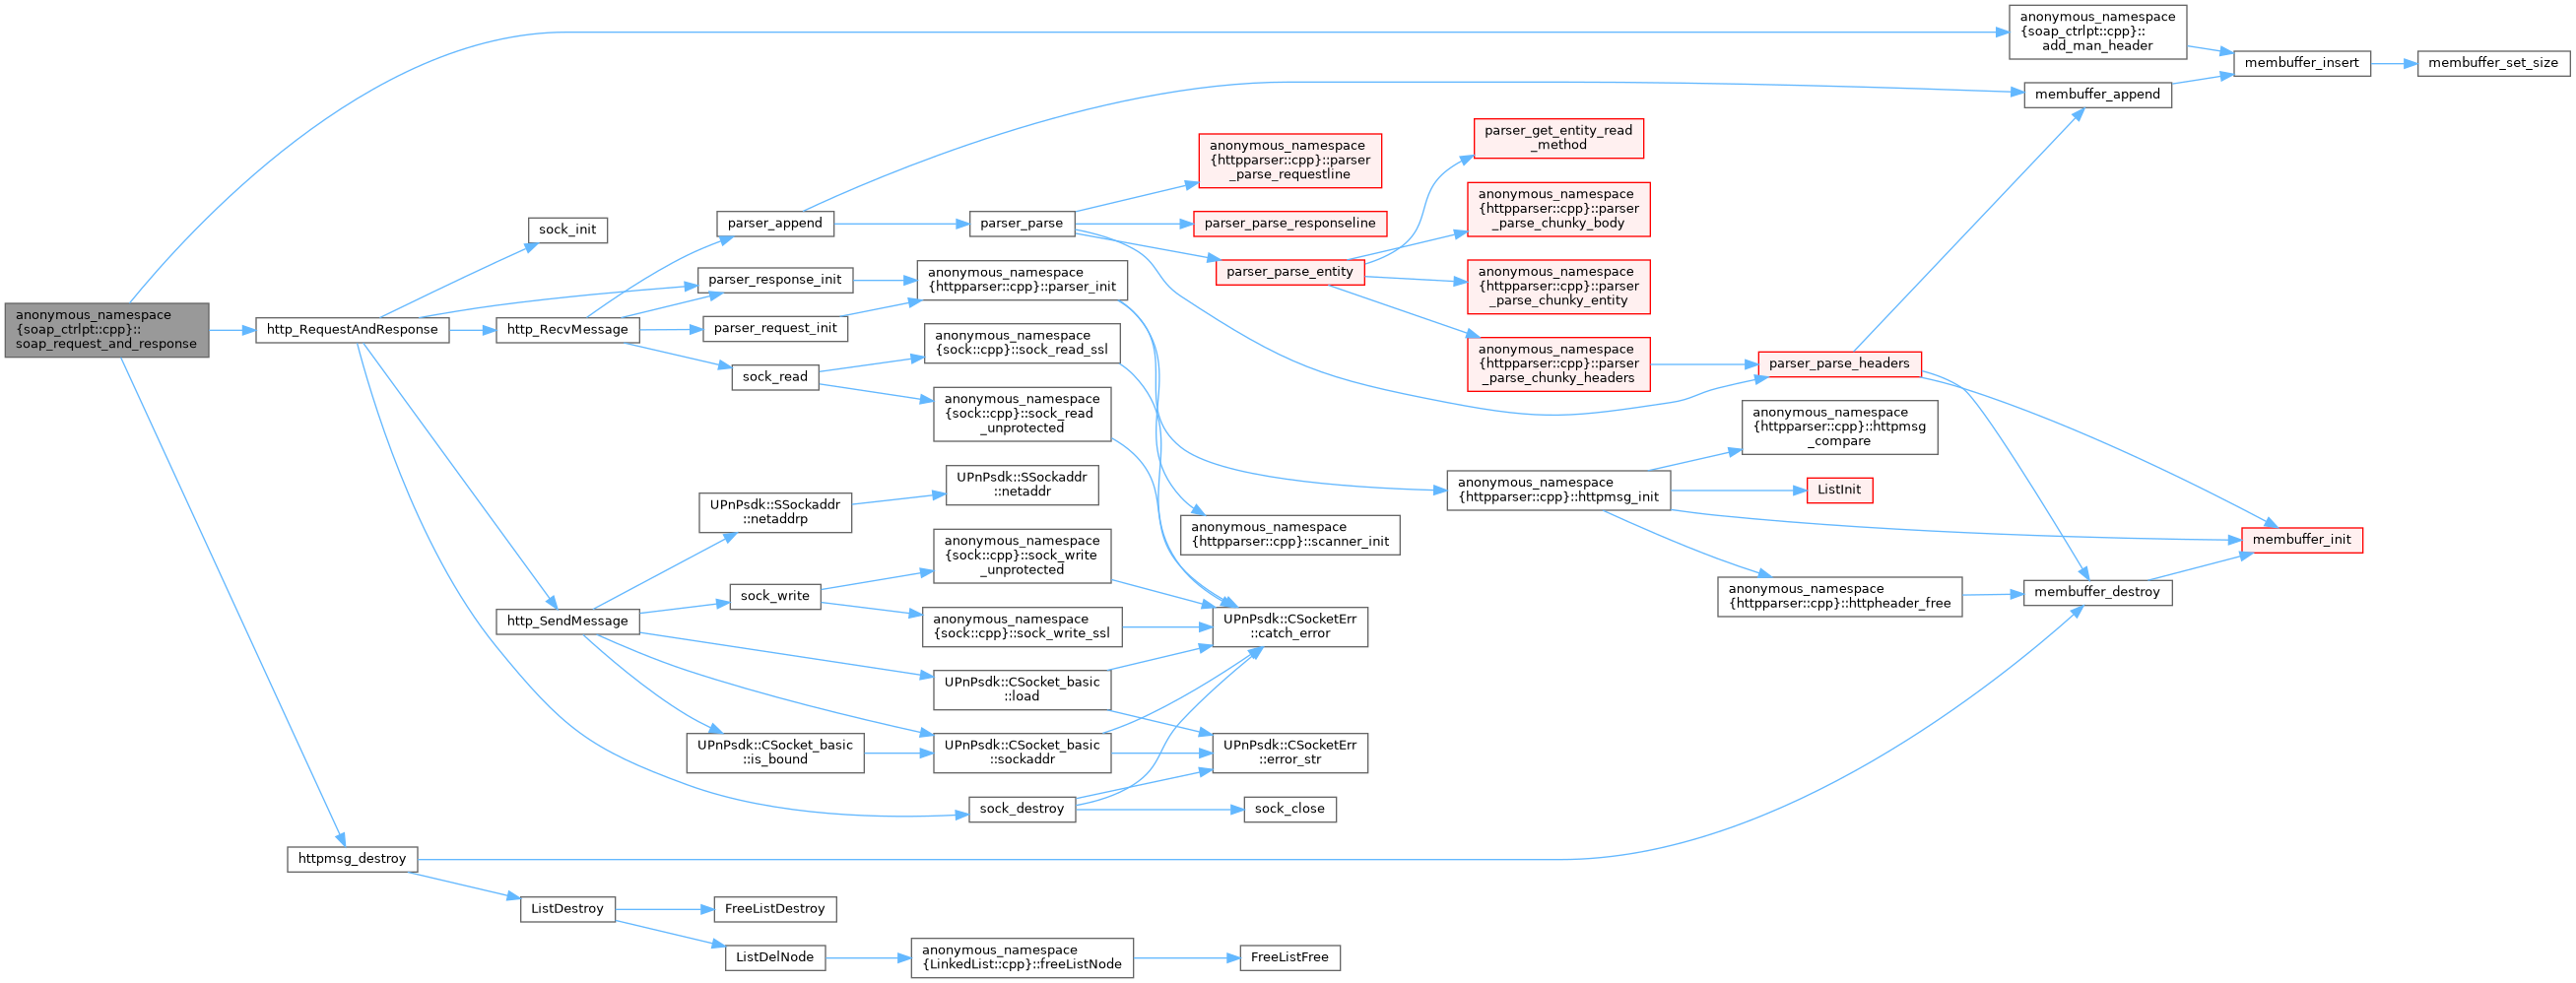 anonymous_namespace
{soap_ctrlpt::cpp}::
soap_request_and_response
http_RequestAndResponse
sock_init
http_RecvMessage
parser_append
parser_response_init
parser_request_init
sock_read
parser_parse
anonymous_namespace
{httpparser::cpp}::parser_init
anonymous_namespace
{sock::cpp}::sock_read_ssl
anonymous_namespace
{sock::cpp}::sock_read
_unprotected
anonymous_namespace
{httpparser::cpp}::parser
_parse_requestline
parser_parse_responseline
parser_parse_entity
parser_get_entity_read
_method
anonymous_namespace
{httpparser::cpp}::parser
_parse_chunky_body
anonymous_namespace
{httpparser::cpp}::parser
_parse_chunky_entity
anonymous_namespace
{httpparser::cpp}::parser
_parse_chunky_headers
parser_parse_headers
anonymous_namespace
{soap_ctrlpt::cpp}::
add_man_header
membuffer_append
membuffer_insert
membuffer_set_size
anonymous_namespace
{httpparser::cpp}::httpmsg
_compare
anonymous_namespace
{httpparser::cpp}::httpmsg_init
ListInit
anonymous_namespace
{httpparser::cpp}::scanner_init
anonymous_namespace
{httpparser::cpp}::httpheader_free
membuffer_init
membuffer_destroy
http_SendMessage
UPnPsdk::SSockaddr
::netaddrp
UPnPsdk::SSockaddr
::netaddr
sock_write
anonymous_namespace
{sock::cpp}::sock_write
_unprotected
anonymous_namespace
{sock::cpp}::sock_write_ssl
UPnPsdk::CSocket_basic
::load
UPnPsdk::CSocket_basic
::is_bound
UPnPsdk::CSocket_basic
::sockaddr
UPnPsdk::CSocketErr
::catch_error
UPnPsdk::CSocketErr
::error_str
sock_destroy
sock_close
httpmsg_destroy
ListDestroy
FreeListDestroy
ListDelNode
anonymous_namespace
{LinkedList::cpp}::freeListNode
FreeListFree